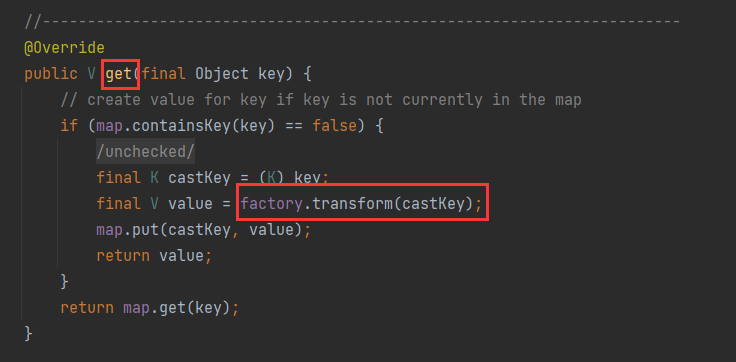 //-----------------------------------------------------------------------
@Override
public V get(final Object key) {
// create value for key if key is not currently in the map
if (map.containsKey(key) == false) {
/unchecked/
final K castKey = (K) key;
final V value = factory.transform(castKey);
map.put(castKey, value);
return value;
}
return map.get(key);
}